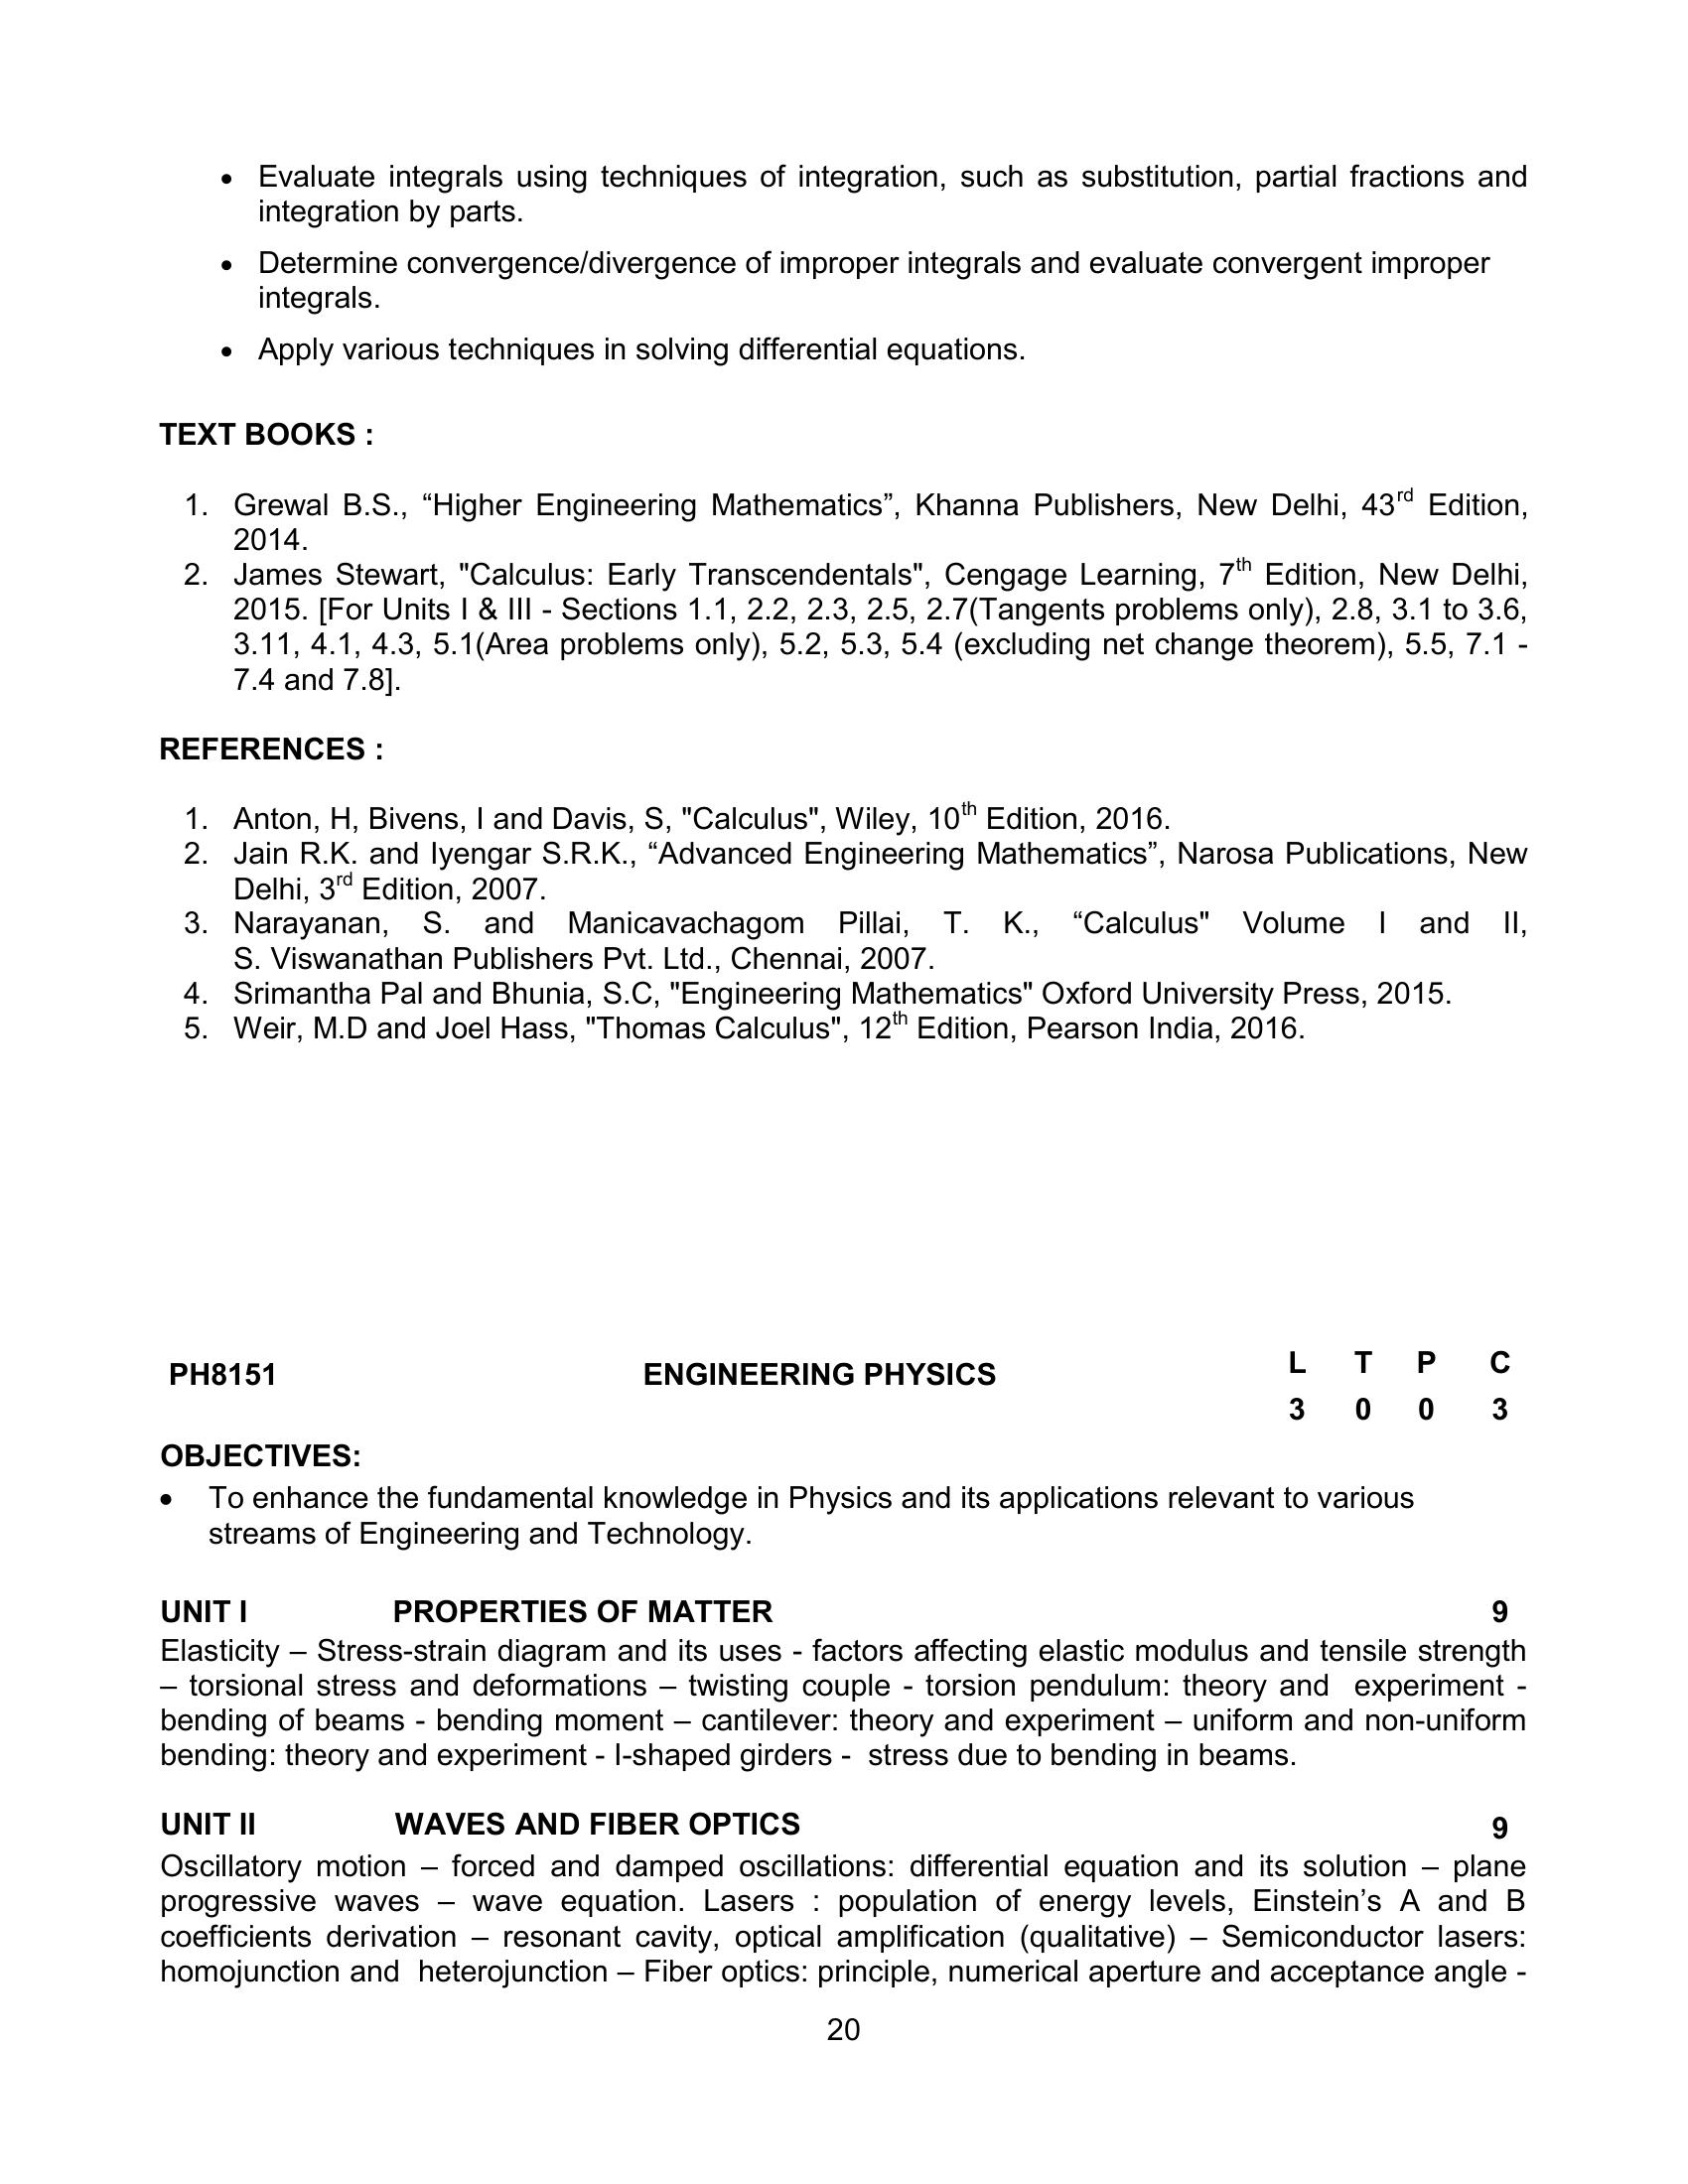 • Evaluate integrals using techniques of integration, such as substitution, partial fractions and
integration by parts.
• Determine convergence/divergence of improper integrals and evaluate convergent improper
integrals.
• Apply various techniques in solving differential equations.
TEXT BOOKS :
1. Grewal B.S., “Higher Engineering Mathematics”, Khanna Publishers, New Delhi, 43rd Edition,
2014.
2. James Stewart, "Calculus: Early Transcendentals", Cengage Learning, 7th Edition, New Delhi,
2015. [For Units I & III - Sections 1.1, 2.2, 2.3, 2.5, 2.7(Tangents problems only), 2.8, 3.1 to 3.6,
3.11, 4.1, 4.3, 5.1(Area problems only), 5.2, 5.3, 5.4 (excluding net change theorem), 5.5, 7.1 -
7.4 and 7.8].
REFERENCES :
1. Anton, H, Bivens, I and Davis, S, "Calculus", Wiley, 10th Edition, 2016.
2. Jain R.K. and Iyengar S.R.K., “Advanced Engineering Mathematics”, Narosa Publications, New
Delhi, 3rd Edition, 2007.
3. Narayanan, S. and Manicavachagom Pillai, T. K., “Calculus" Volume I and II,
S. Viswanathan Publishers Pvt. Ltd., Chennai, 2007.
4. Srimantha Pal and Bhunia, S.C, "Engineering Mathematics" Oxford University Press, 2015.
5. Weir, M.D and Joel Hass, "Thomas Calculus", 12th Edition, Pearson India, 2016.
PH8151 ENGINEERING PHYSICS L T P C
3 0 0 3
OBJECTIVES:
• To enhance the fundamental knowledge in Physics and its applications relevant to various
streams of Engineering and Technology.
UNIT I PROPERTIES OF MATTER 9
Elasticity – Stress-strain diagram and its uses - factors affecting elastic modulus and tensile strength
– torsional stress and deformations – twisting couple - torsion pendulum: theory and experiment -
bending of beams - bending moment – cantilever: theory and experiment – uniform and non-uniform
bending: theory and experiment - I-shaped girders - stress due to bending in beams.
UNIT II WAVES AND FIBER OPTICS 9
Oscillatory motion – forced and damped oscillations: differential equation and its solution – plane
progressive waves – wave equation. Lasers : population of energy levels, Einstein’s A and B
coefficients derivation – resonant cavity, optical amplification (qualitative) – Semiconductor lasers:
homojunction and heterojunction – Fiber optics: principle, numerical aperture and acceptance angle -
20